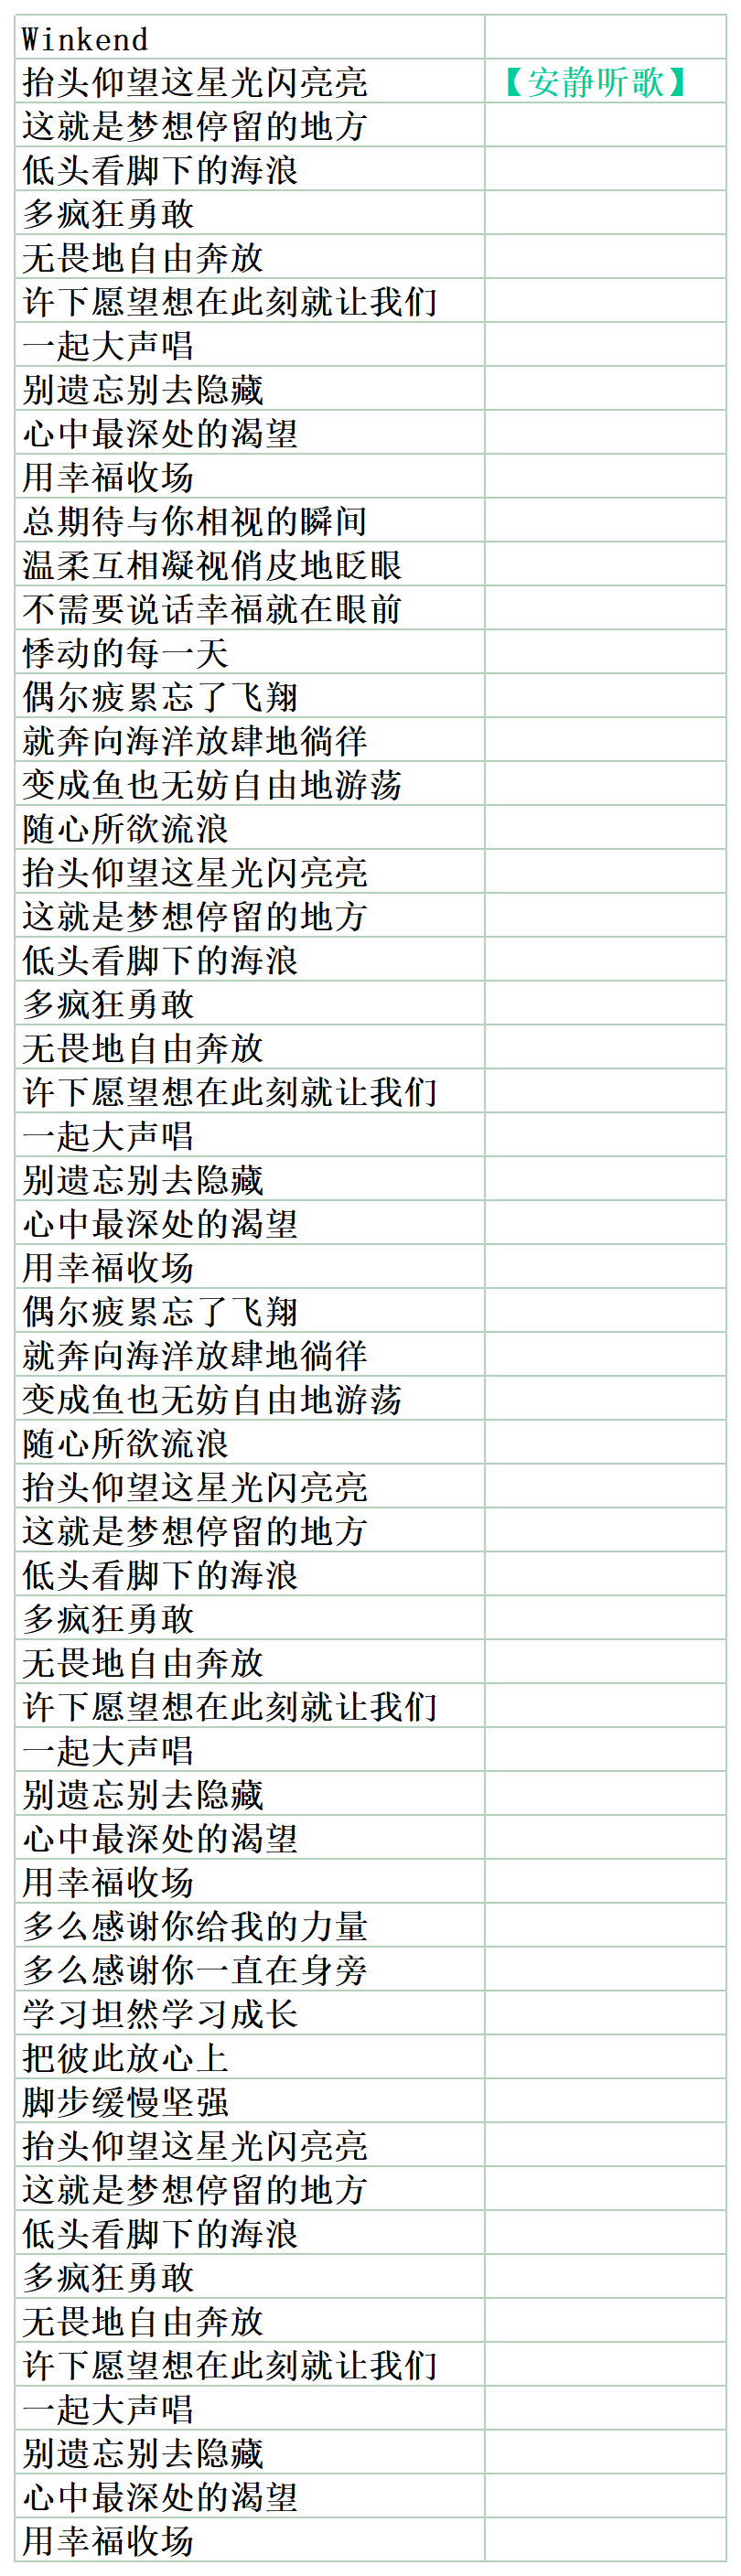 Winkend
抬头仰望这星光闪亮亮 【安静听歌】
这就是梦想停留的地方
低头看脚下的海浪
多疯狂勇敢
无畏地自由奔放
许下愿望想在此刻就让我们
一起大声唱
别遗忘别去隐藏
心中最深处的渴望
用幸福收场
总期待与你相视的瞬间
温柔互相凝视俏皮地眨眼
不需要说话幸福就在眼前
悸动的每一天
偶尔疲累忘了飞翔
就奔向海洋放肆地徜徉
变成鱼也无妨自由地游荡
随心所欲流浪
抬头仰望这星光闪亮亮
这就是梦想停留的地方
低头看脚下的海浪
多疯狂勇敢
无畏地自由奔放
许下愿望想在此刻就让我们
一起大声唱
别遗忘别去隐藏
心中最深处的渴望
用幸福收场
偶尔疲累忘了飞翔
就奔向海洋放肆地徜徉
变成鱼也无妨自由地游荡
随心所欲流浪
抬头仰望这星光闪亮亮
这就是梦想停留的地方
低头看脚下的海浪
多疯狂勇敢
无畏地自由奔放
许下愿望想在此刻就让我们
一起大声唱
别遗忘别去隐藏
心中最深处的渴望
用幸福收场
多么感谢你给我的力量
多么感谢你一直在身旁
学习坦然学习成长
把彼此放心上
脚步缓慢坚强
抬头仰望这星光闪亮亮
这就是梦想停留的地方
低头看脚下的海浪
多疯狂勇敢
无畏地自由奔放
许下愿望想在此刻就让我们
一起大声唱
别遗忘别去隐藏
心中最深处的渴望
用幸福收场